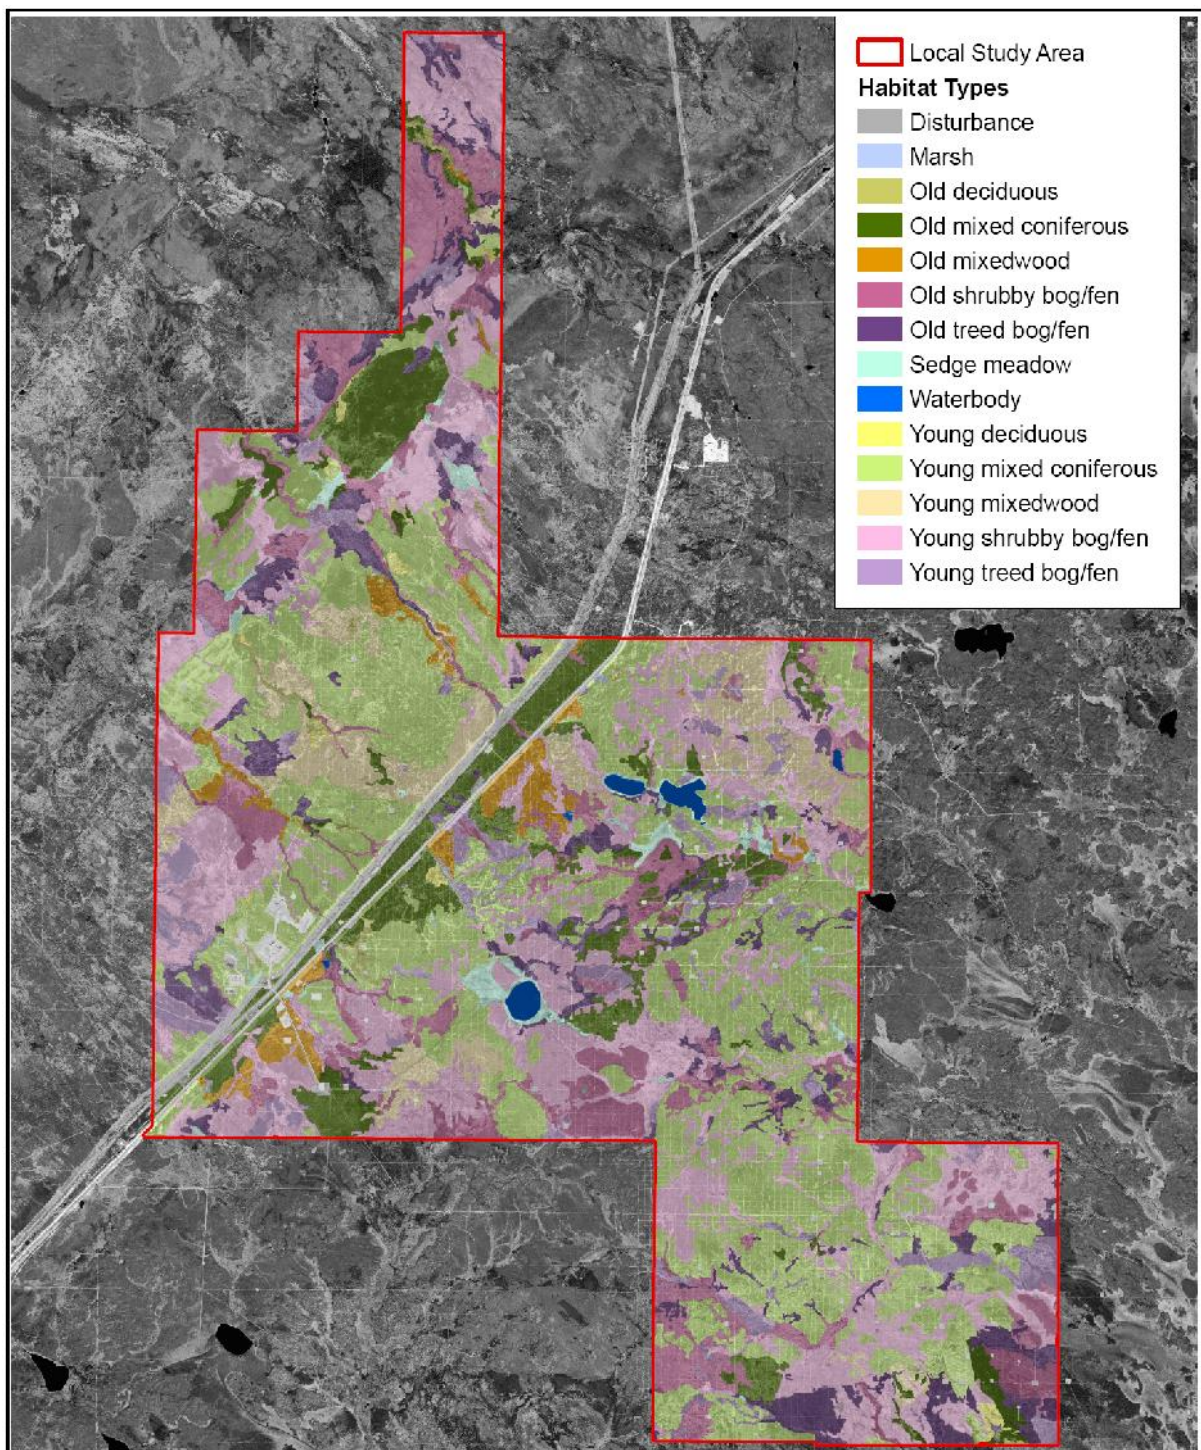 Local Study Area
Habitat Types
Disturbance
Marsh
Old deciduous
Old mixed coniferous
Old mixedwood
Old shrubby bog/fen
Old treed bog/fen
Sedge meadow
Waterbody
Young deciduous
Young mixed coniferous
Young mixedwood
Young shrubby bog/fen
Young treed bog/fen